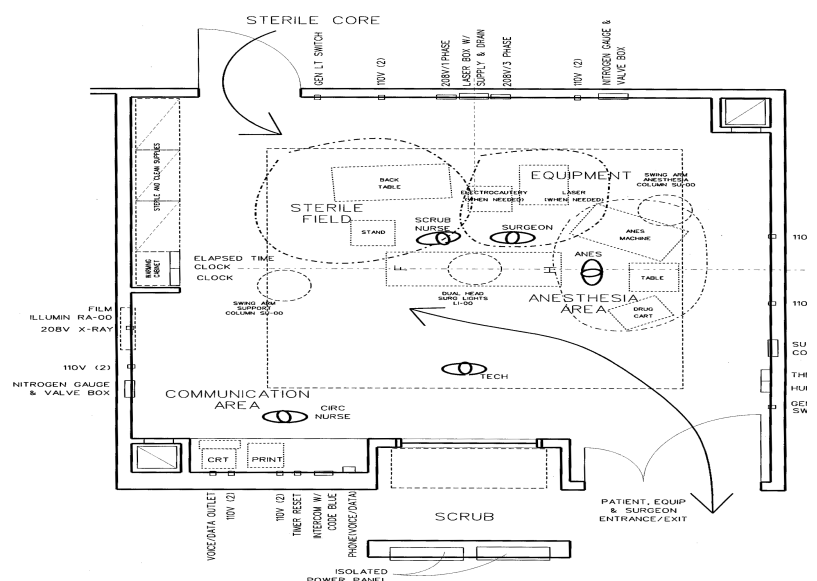 STERILE CORE
GEN LT SWITCH
110V (2)
208V/1 PHASE
LASER BOX W/
SUPPLY & DRAIN
208V/3 PHASE
110V (2)
NITROGEN GAUGE &
VALVE BOX
STERILE AND CLEAN SUPPLIES
WARMING
CABINET
BACK
TABLE
STERILE
FIELD
STAND
SCRUB
NURSE
SURGEON
EQUIPMENT
ELECTROCAUTERY
(WHEN NEEDED)
LASER
(WHEN NEEDED)
SWING ARM
ANESTHESIA
COLUMN SU-00
ANES
MACHINE
ANES
TABLE
ANESTHESIA
AREA
DRUG
CART
ELAPSED TIME
CLOCK
CLOCK
SWING ARM
SUPPORT
COLUMN SU-00
F
H
DUAL HEAD
SURG LIGHTS
LI-00
110
110
SU
CO
TH
HU
GE
SW
FILM
ILLUMIN RA-00
208V X-RAY
110V (2)
NITROGEN GAUGE
& VALVE BOX
TECH
COMMUNICATION
AREA
CIRC
NURSE
CRT
PRINT
VOICE/DATA OUTLET
110V (2)
110V (2)
TIMER RESET
INTERCOM W/
CODE BLUE
PHONE(VOICE/DATA)
SCRUB
PATIENT, EQUIP
& SURGEON
ENTRANCE/EXIT
ISOLATED
POWER PANEL